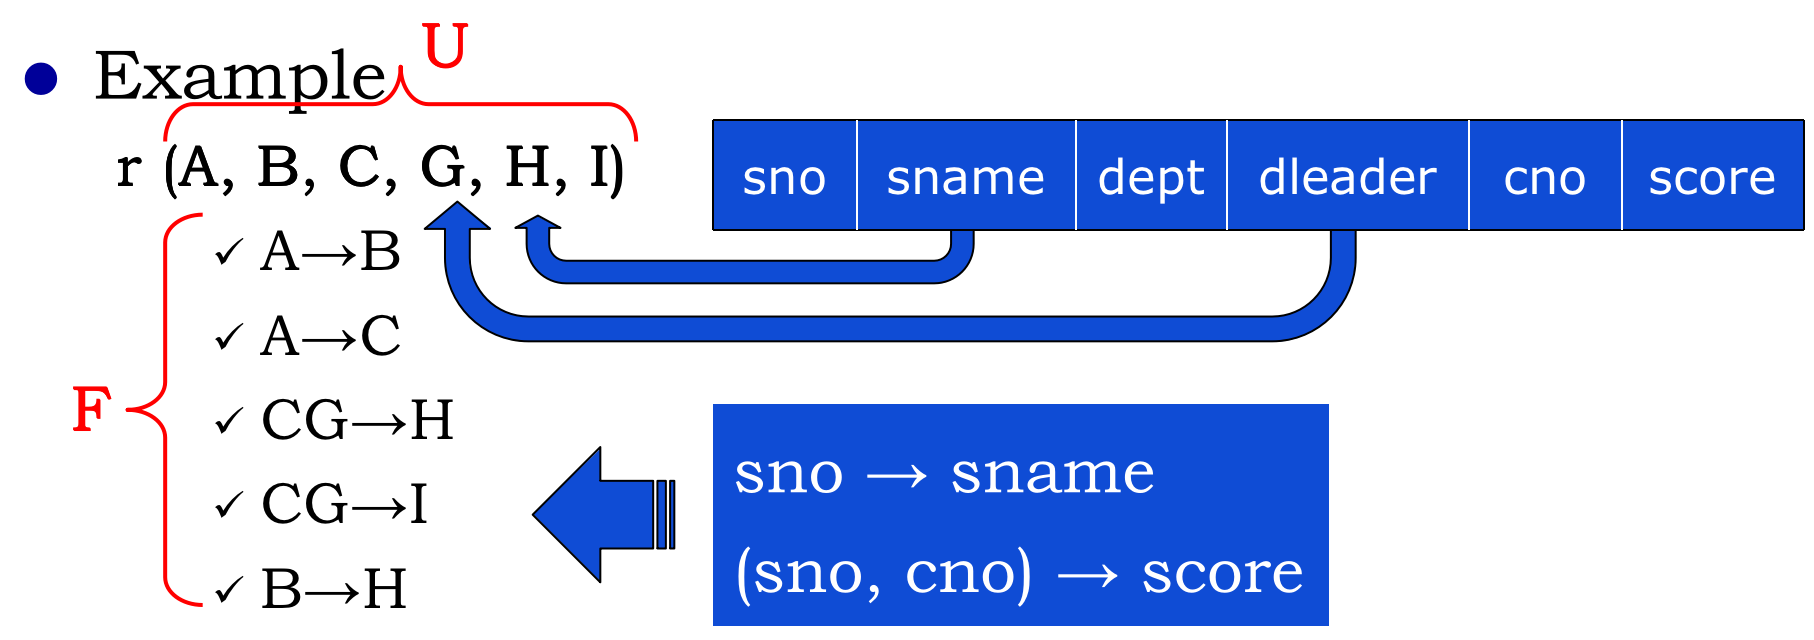 U
● Example
r (A, B, C, G, H, I)
sno sname dept dleader cno score
✓ A→B
✓ A→C
F
✓ CG→H
✓ CG→I
✓ B→H
sno → sname
(sno, cno) → score